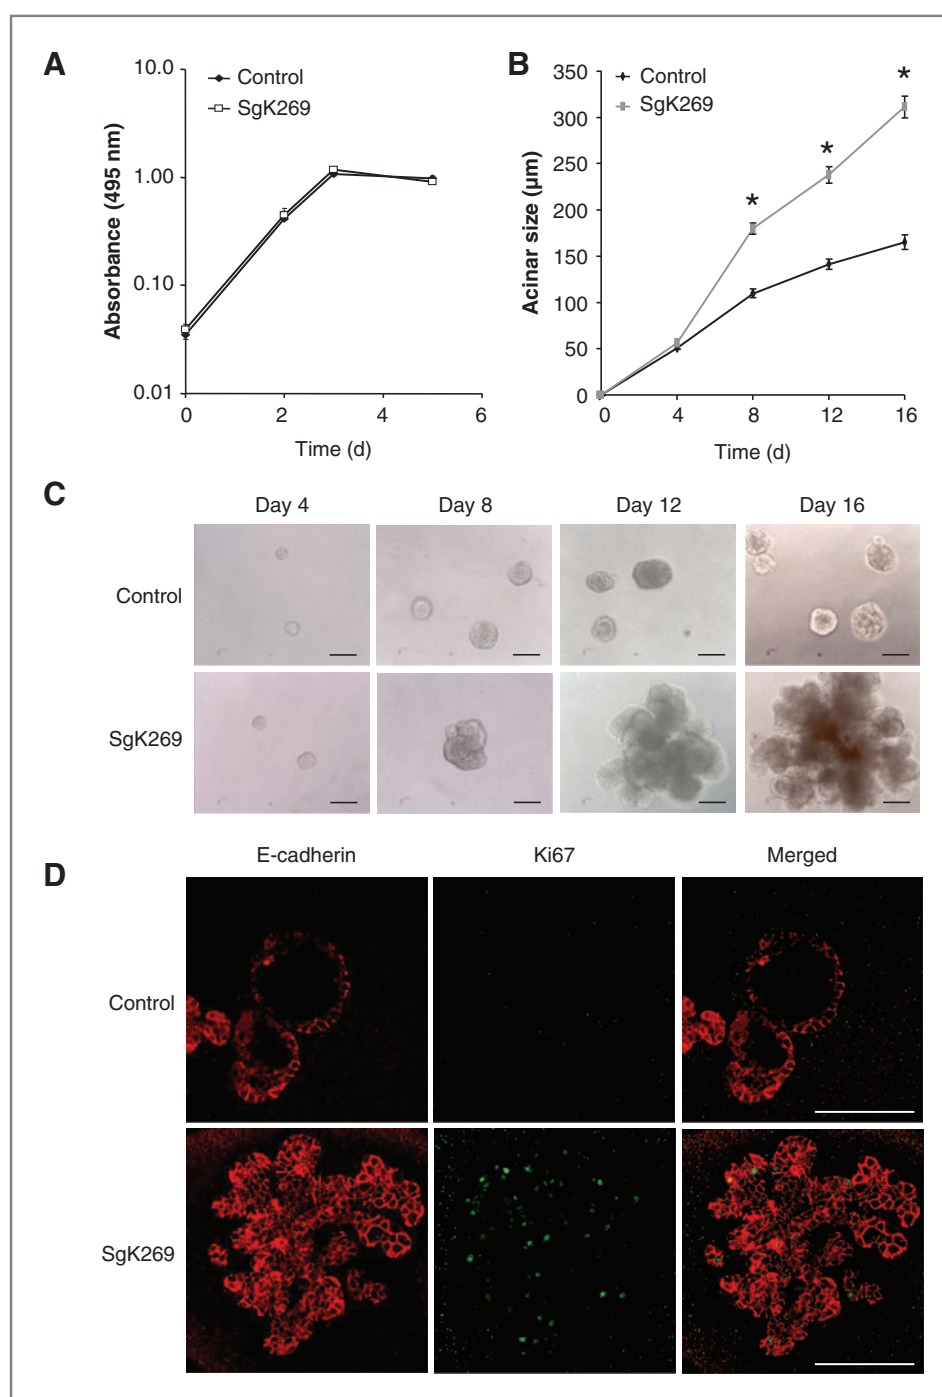 A
10.0
1.00
0.10
0.01
Absorbance (495 nm)
Control
SgK269
0 2 4 6
Time (d)
B
350
300
250
200
150
100
50
0
Acinar size (µm)
Control
SgK269
*
*
*
0 4 8 12 16
Time (d)
C
Day 4 Day 8 Day 12 Day 16
Control
SgK269
D
E-cadherin Ki67 Merged
Control
SgK269